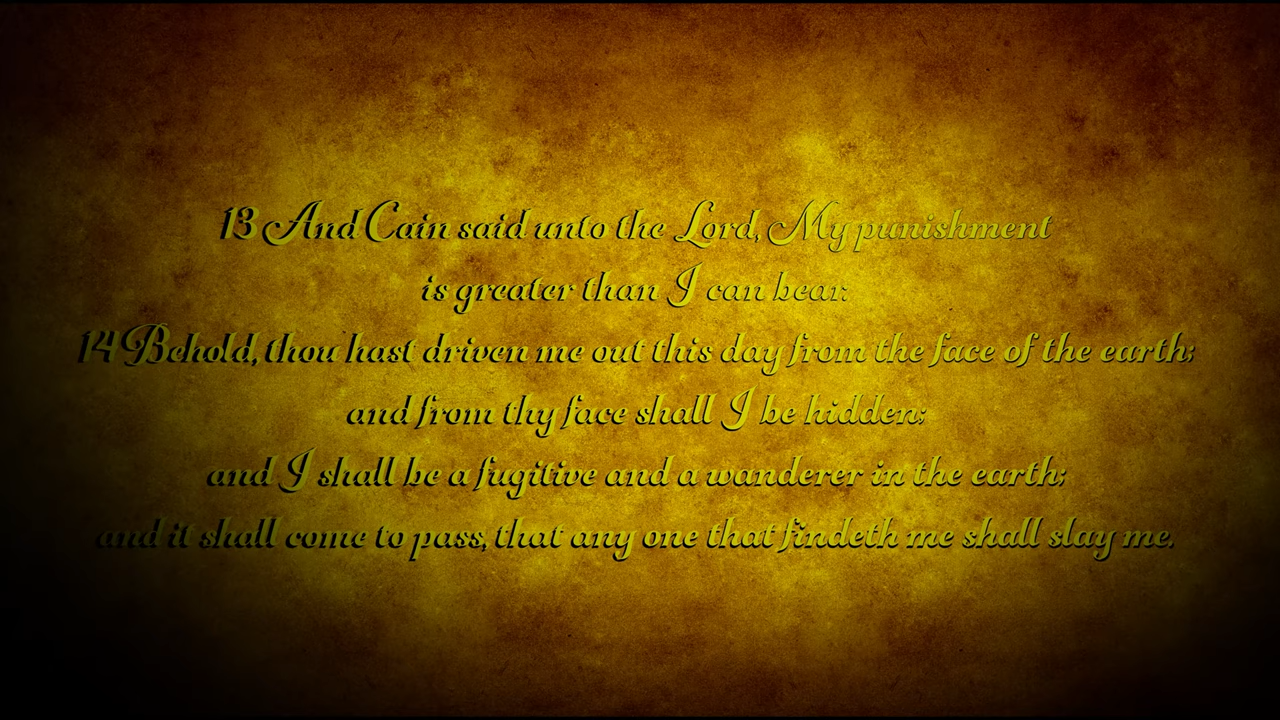 13 And Cain said unto the Lord, My punishment
is greater than I can bear.
14 Behold, thou hast driven me out this day from the face of the earth;
and from thy face shall I be hidden;
and I shall be a fugitive and a wanderer in the earth;
and it shall come to pass, that any one that findeth me shall slay me.